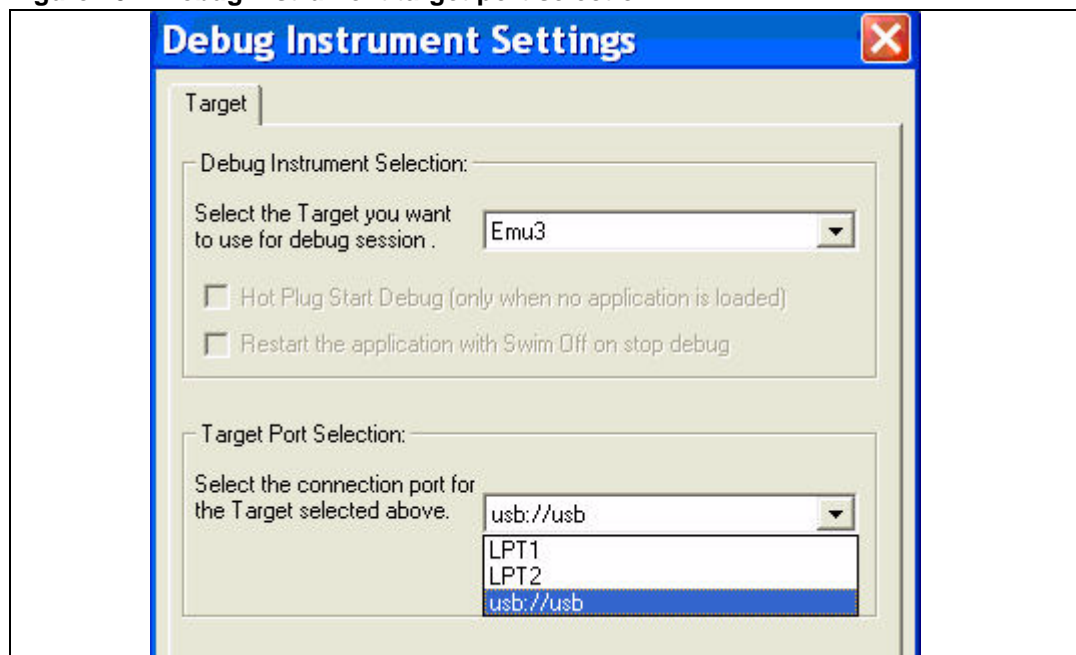 Debug Instrument Settings
Target
Debug Instrument Selection:
Select the Target you want
to use for debug session .
Emu3
Hot Plug Start Debug (only when no application is loaded)
Restart the application with Swim Off on stop debug
Target Port Selection:
Select the connection port for
the Target selected above.
usb://usb
LPT1
LPT2
usb://usb